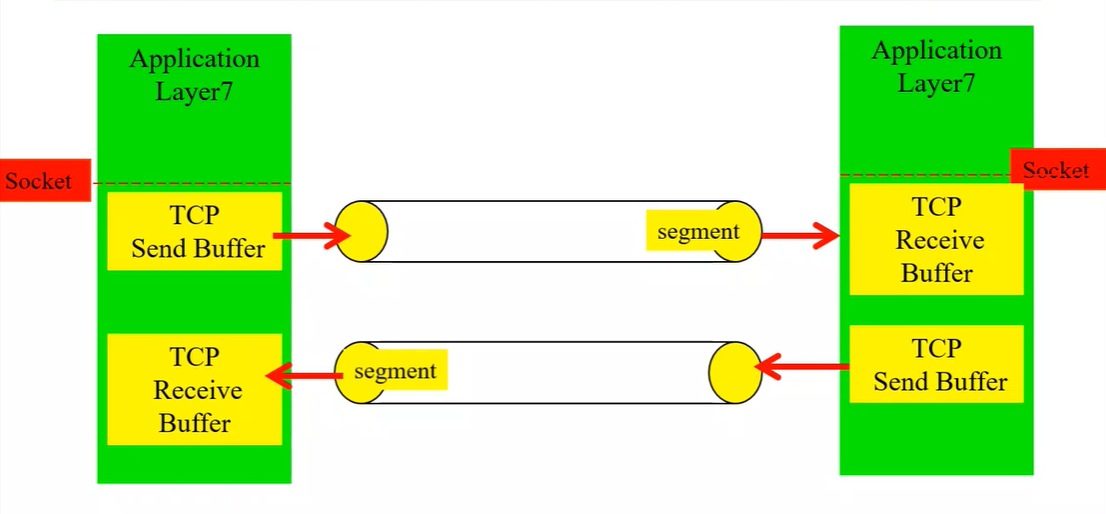 Application
Layer7
Socket
TCP
Send Buffer
TCP
Receive
Buffer
segment
segment
Application
Layer7
Socket
TCP
Receive
Buffer
TCP
Send Buffer